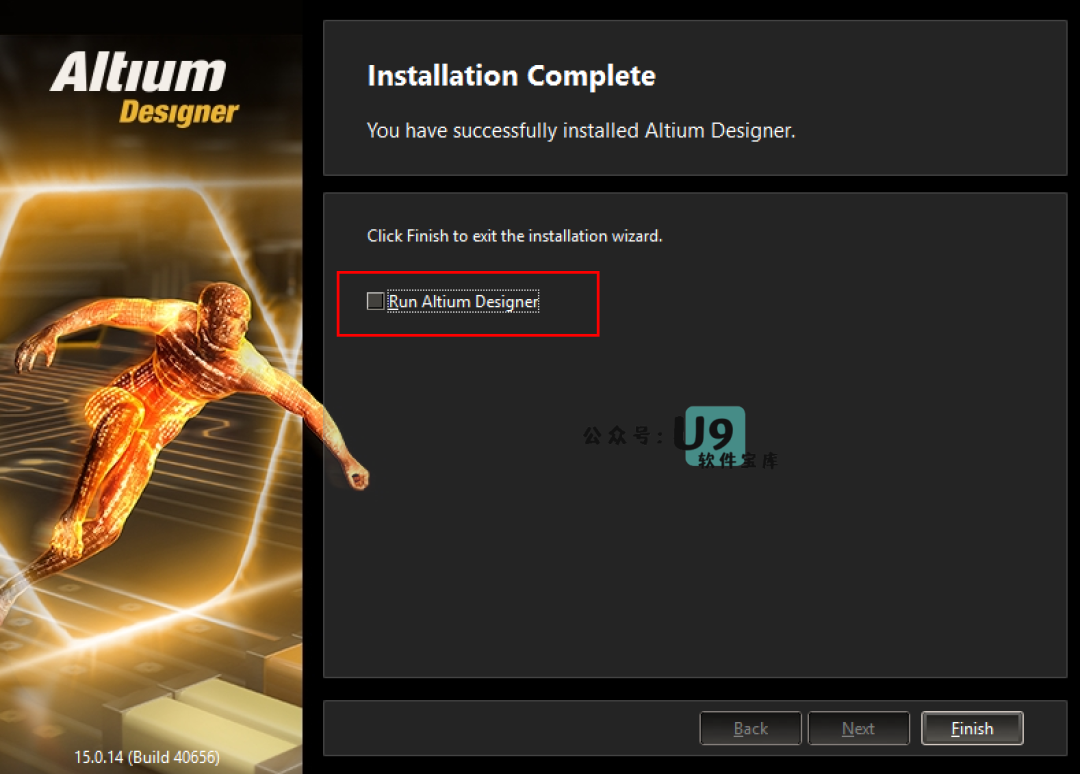 Altium
Designer
Installation Complete
You have successfully installed Altium Designer.
Click Finish to exit the installation wizard.
Run Altium Designer
公众号：U9
软件宝库
Back
Next
Finish
15.0.14 (Build 40656)